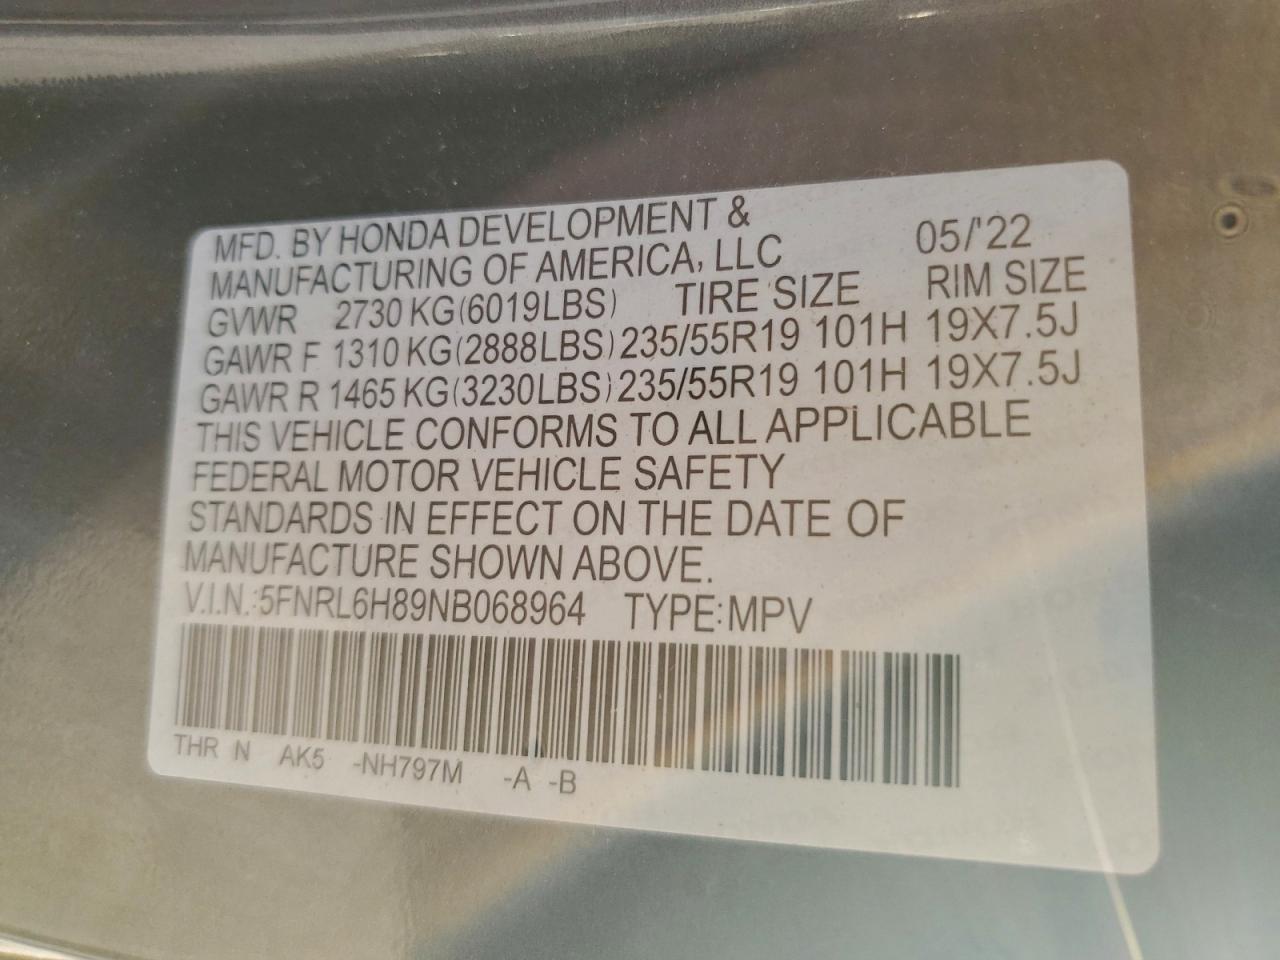 MFD. BY HONDA DEVELOPMENT &
MANUFACTURING OF AMERICA, LLC 05/'22
GVWR 2730 KG(6019LBS) TIRE SIZE RIM SIZE
GAWR F 1310 KG(2888LBS) 235/55R19 101H 19X7.5J
GAWR R 1465 KG(3230LBS) 235/55R19 101H 19X7.5J
THIS VEHICLE CONFORMS TO ALL APPLICABLE
FEDERAL MOTOR VEHICLE SAFETY
STANDARDS IN EFFECT ON THE DATE OF
MANUFACTURE SHOWN ABOVE.
V.I.N.:5FNRL6H89NB068964 TYPE:MPV
THR N AK5 -NH797M -A -B